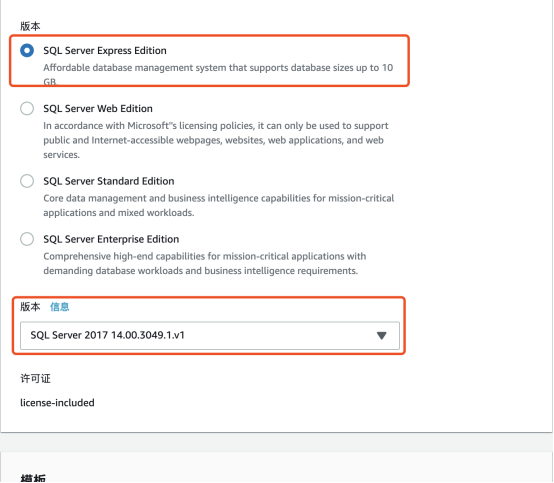 版本
SQL Server Express Edition
Affordable database management system that supports database sizes up to 10
GB.
SQL Server Web Edition
In accordance with Microsoft"s licensing policies, it can only be used to support
public and Internet-accessible webpages, websites, web applications, and web
services.
SQL Server Standard Edition
Core data management and business intelligence capabilities for mission-critical
applications and mixed workloads.
SQL Server Enterprise Edition
Comprehensive high-end capabilities for mission-critical applications with
demanding database workloads and business intelligence requirements.
版本 信息
SQL Server 2017 14.00.3049.1.v1
许可证
license-included
模板